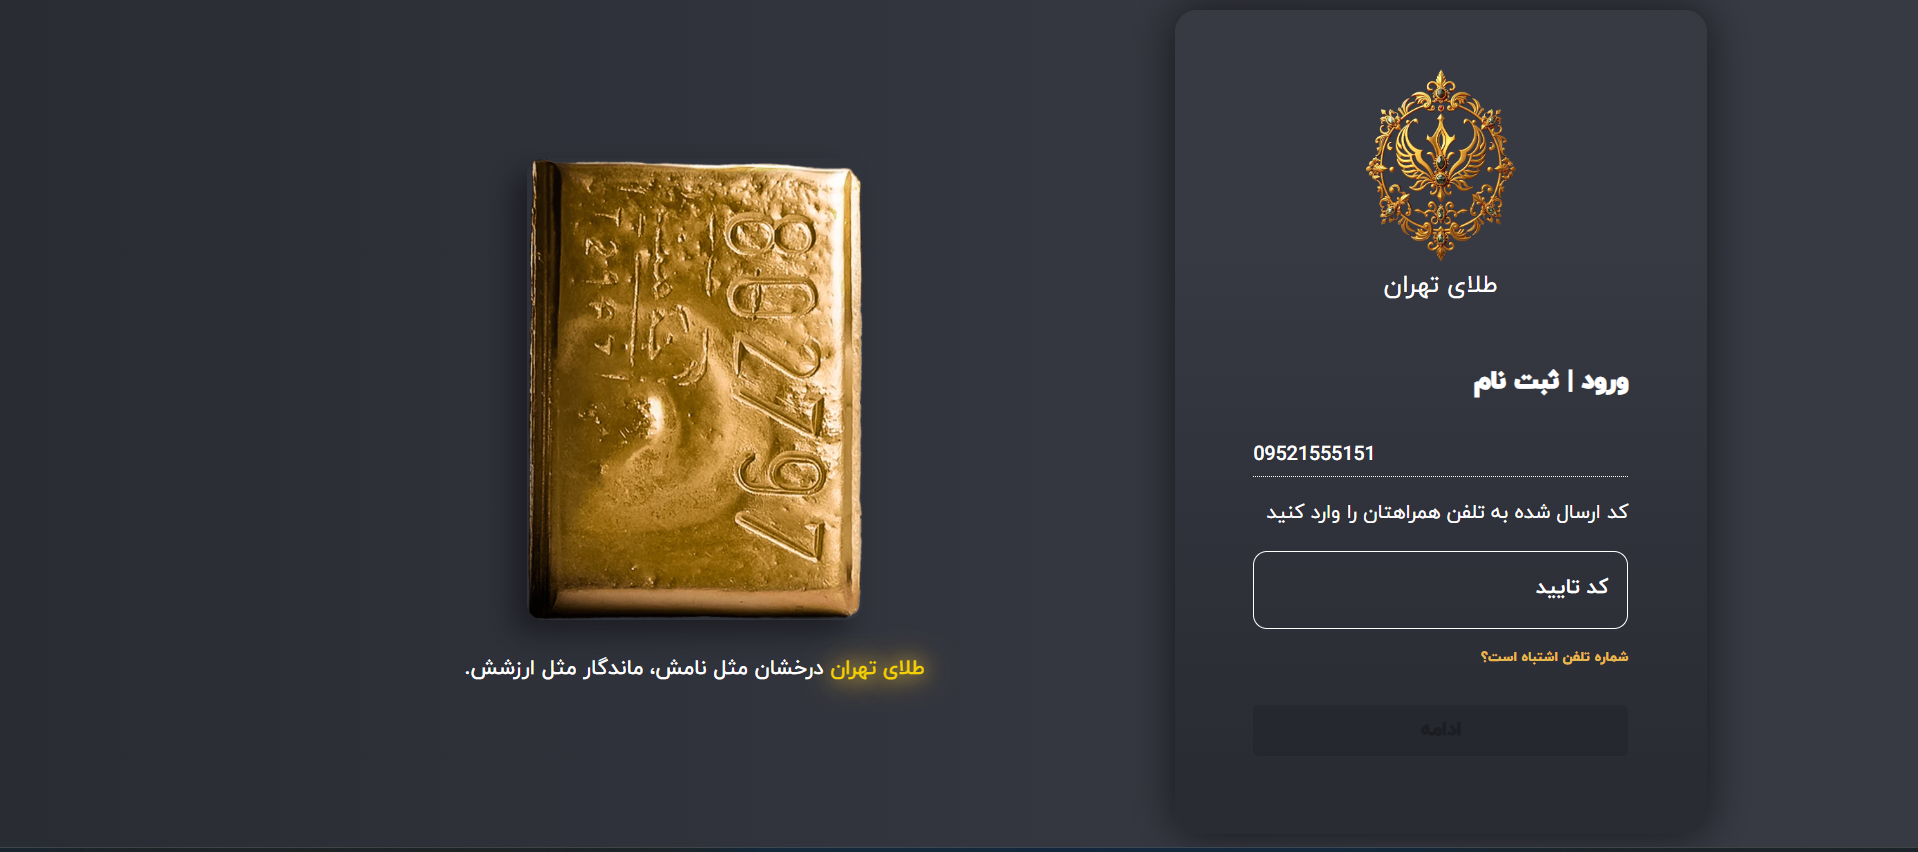 طلای تهران
ورود | ثبت نام
09521555151
کد ارسال شده به تلفن همراهتان را وارد کنید
کد تایید
شماره تلفن اشتباه است؟
ادامه
80Z797
طلای تهران درخشان مثل نامش، ماندگار مثل ارزشش.